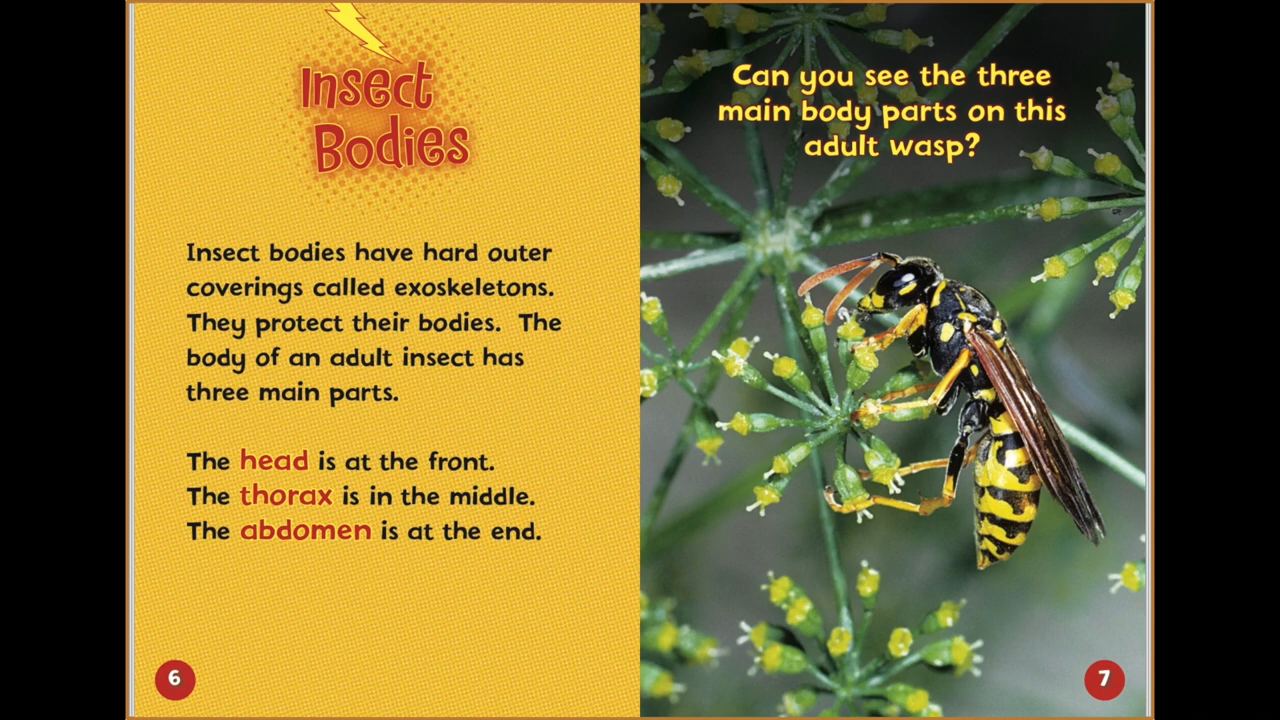 Insect
Bodies
Insect bodies have hard outer
coverings called exoskeletons.
They protect their bodies.  The
body of an adult insect has
three main parts.
The head is at the front.
The thorax is in the middle.
The abdomen is at the end.
6
Can you see the three
main body parts on this
adult wasp?
7